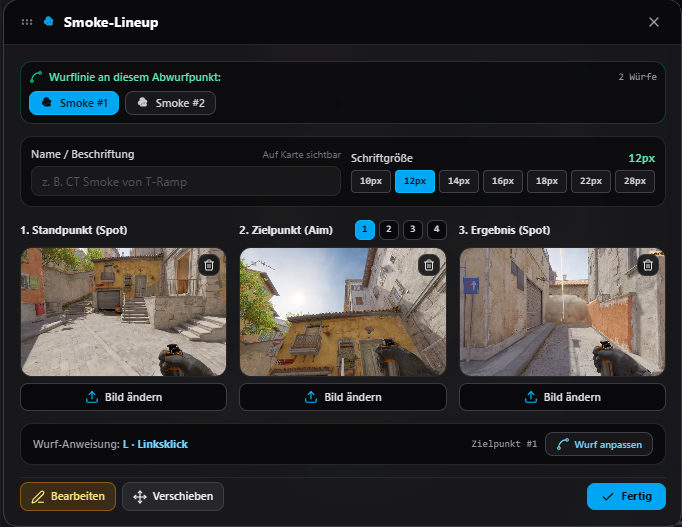 Smoke-Lineup
Wurflinie an diesem Abwurfpunkt:
2 Würfe
Smoke #1
Smoke #2
Name / Beschriftung
Auf Karte sichtbar
z. B. CT Smoke von T-Ramp
Schriftgröße
12px
10px
12px
14px
16px
18px
22px
28px
1. Standpunkt (Spot)
2. Zielpunkt (Aim)
1
2
3
4
3. Ergebnis (Spot)
Bild ändern
Bild ändern
Bild ändern
Wurf-Anweisung: L · Linksklick
Zielpunkt #1
Wurf anpassen
Bearbeiten
Verschieben
Fertig